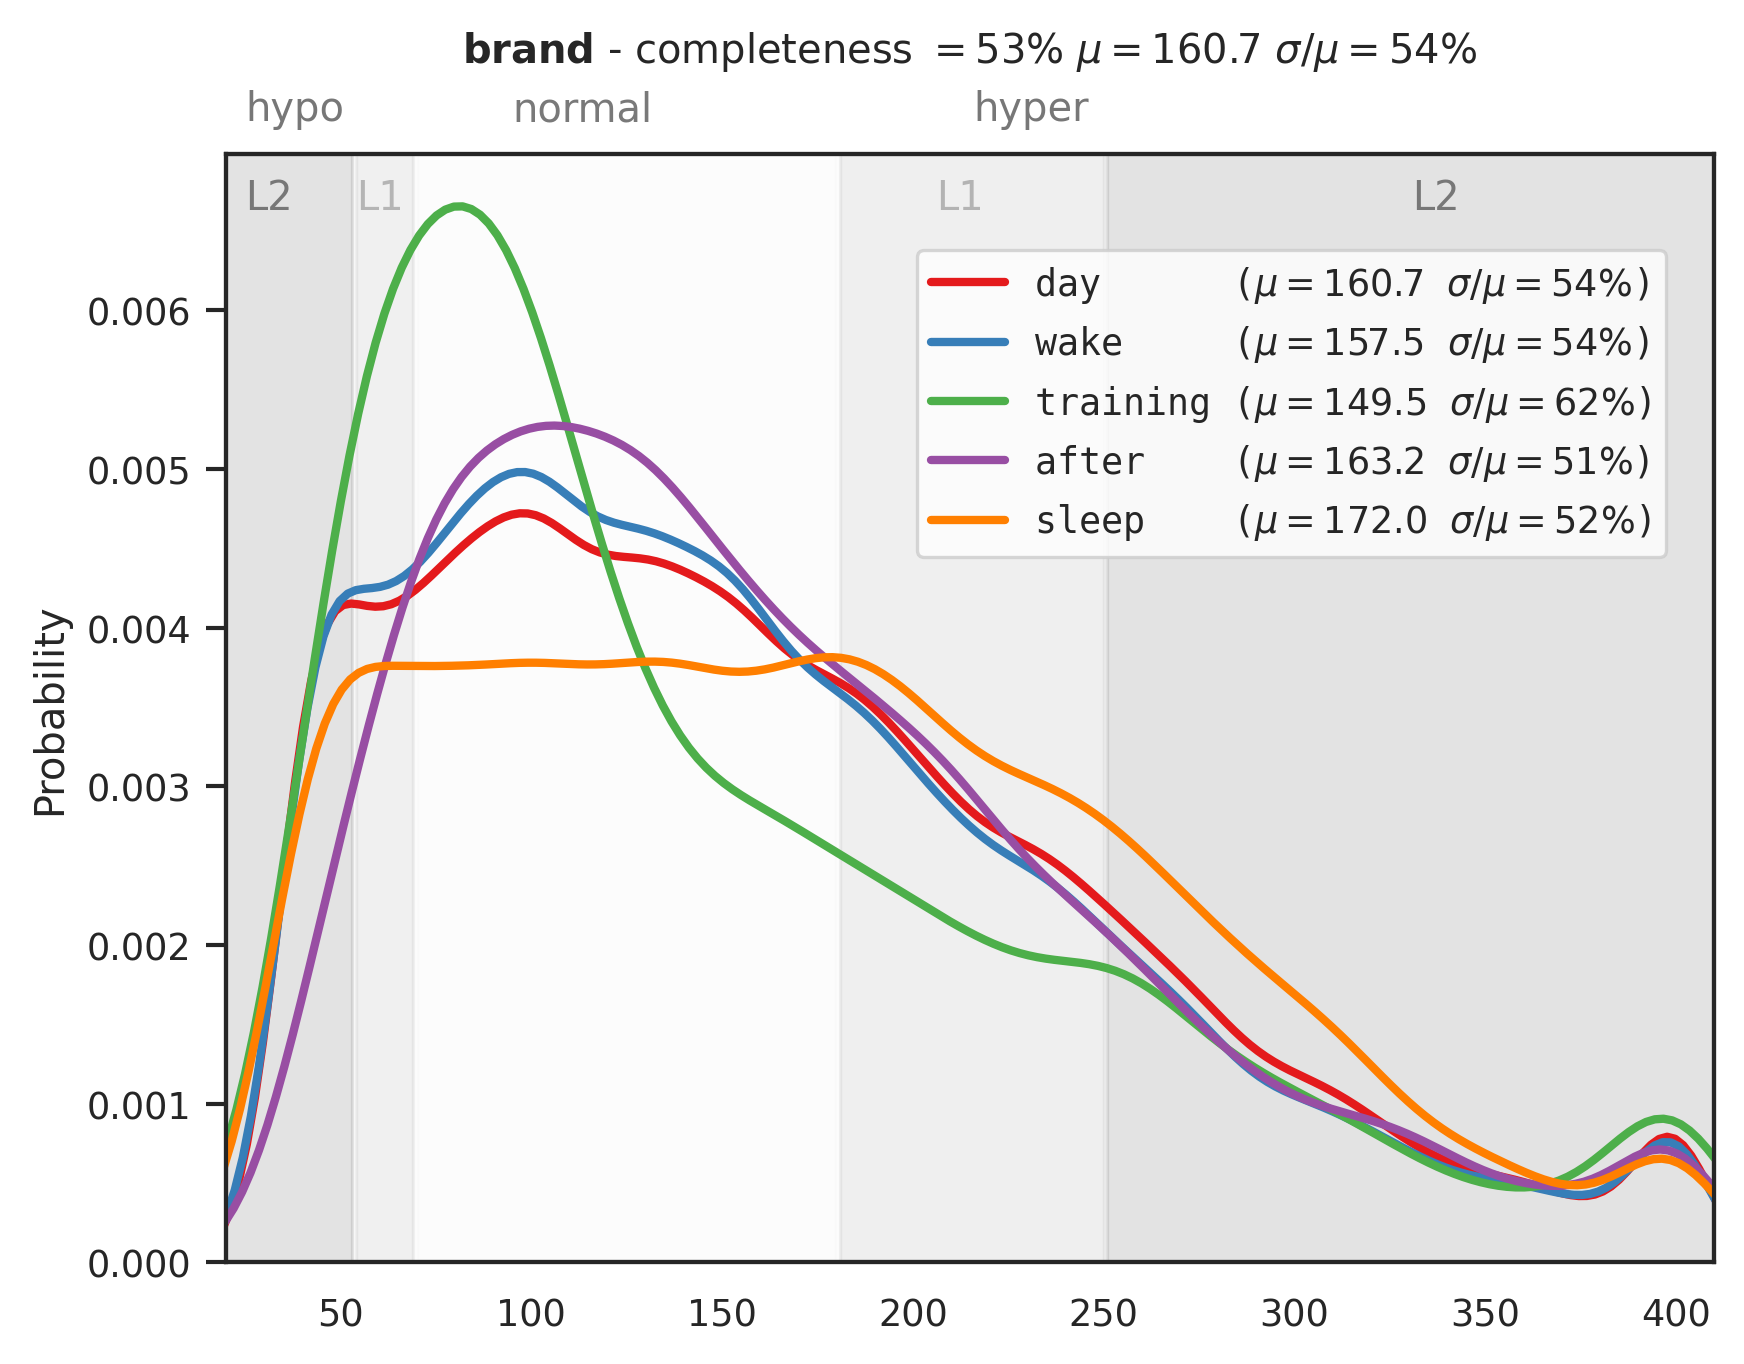 brand - completeness = 53% μ = 160.7 σ/μ = 54%
hypo normal hyper
L2 L1 L1 L2
day (μ = 160.7 σ/μ = 54%)
wake (μ = 157.5 σ/μ = 54%)
training (μ = 149.5 σ/μ = 62%)
after (μ = 163.2 σ/μ = 51%)
sleep (μ = 172.0 σ/μ = 52%)
Probability
0.006
0.005
0.004
0.003
0.002
0.001
0.000
50 100 150 200 250 300 350 400